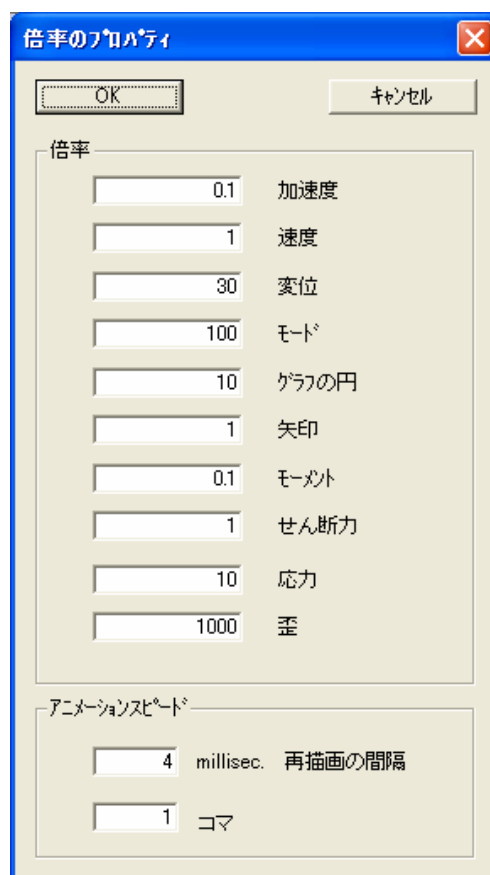 倍率のﾌﾟﾛﾊﾟﾃｨ
OK ｷｬﾝｾﾙ
倍率
0.1 加速度
1 速度
30 変位
100 ﾓｰﾄﾞ
10 ｸﾞﾗﾌの円
1 矢印
0.1 ﾓｰﾒﾝﾄ
1 せん断力
10 応力
1000 歪
ｱﾆﾒｰｼｮﾝｽﾋﾟｰﾄﾞ
4 millisec. 再描画の間隔
1 コマ